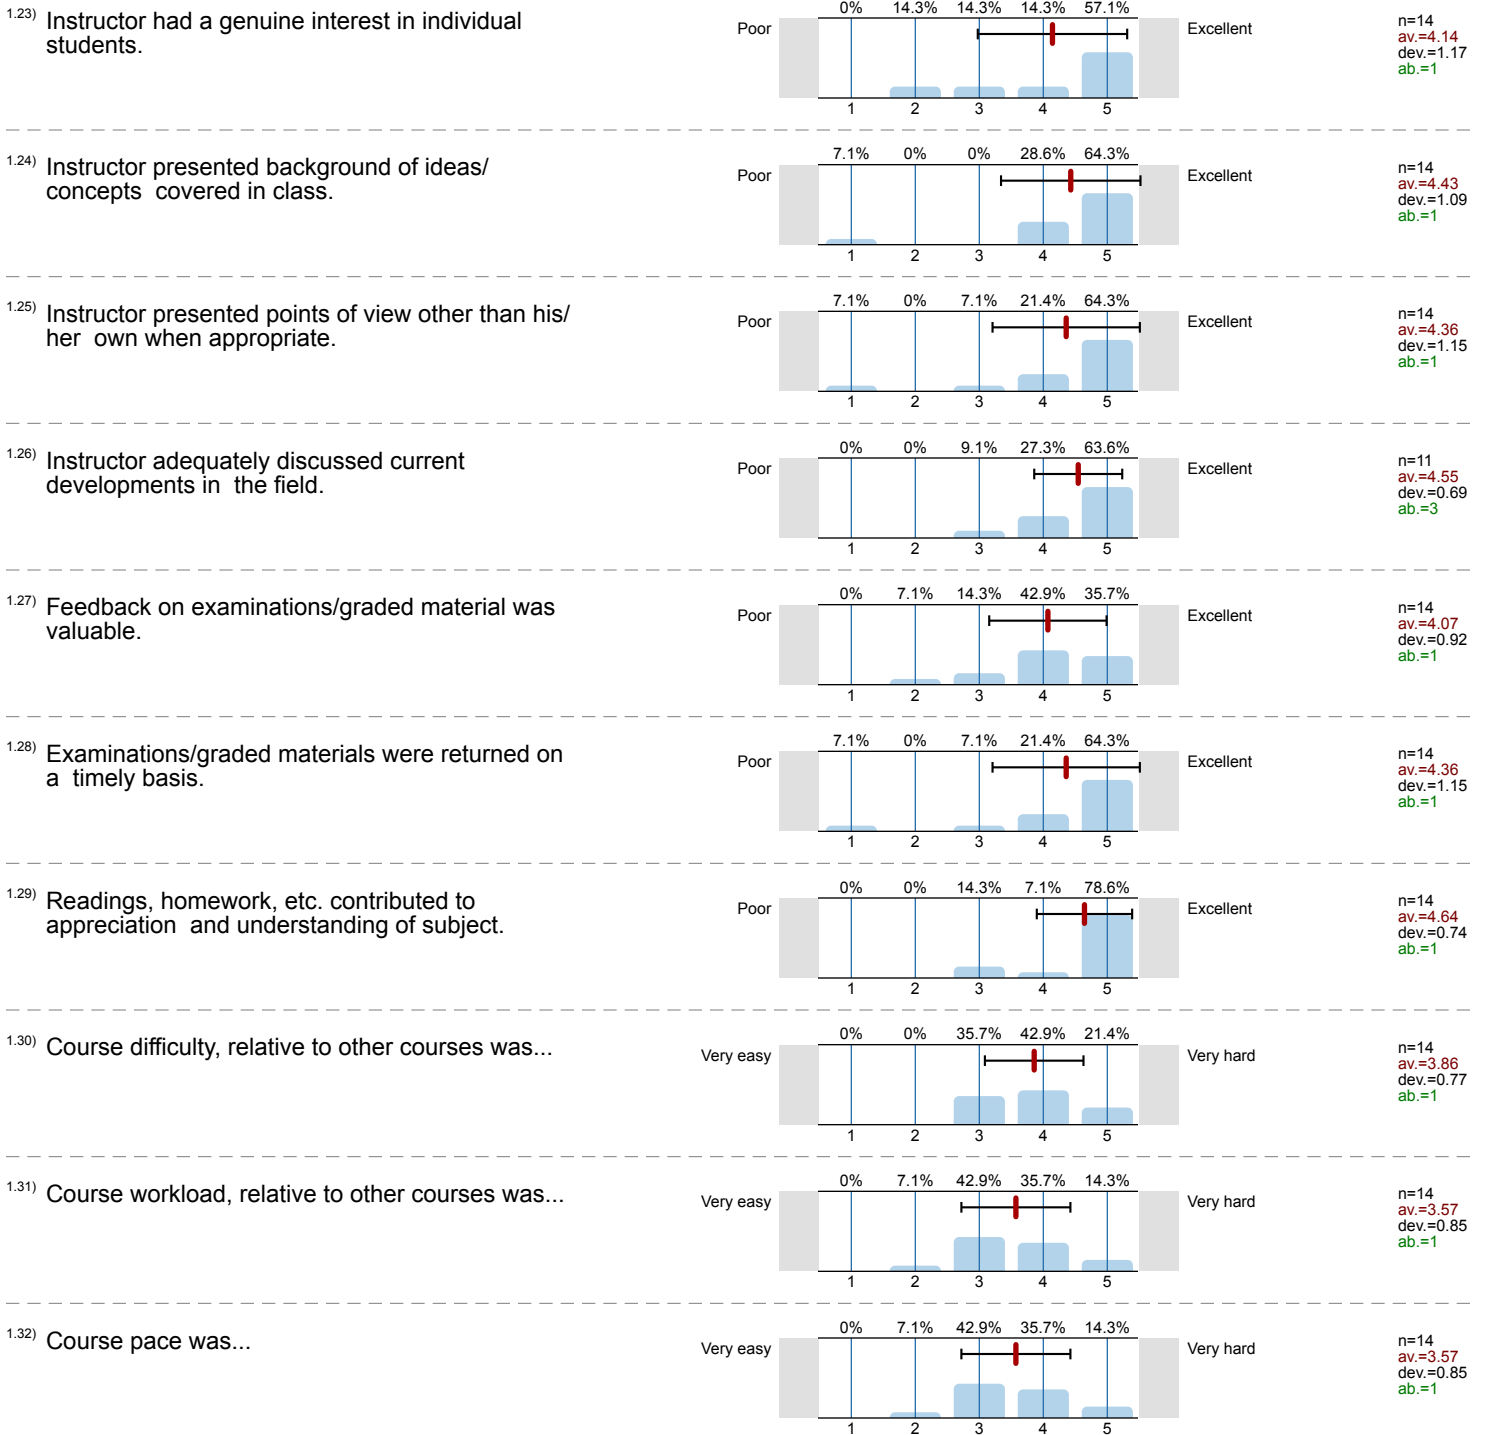 1.23) Instructor had a genuine interest in individual
students.
0% 14.3% 14.3% 14.3% 57.1%
Poor Excellent
1 2 3 4 5
n=14
av.=4.14
dev.=1.17
ab.=1
1.24) Instructor presented background of ideas/
concepts covered in class.
7.1% 0% 0% 28.6% 64.3%
Poor Excellent
1 2 3 4 5
n=14
av.=4.43
dev.=1.09
ab.=1
1.25) Instructor presented points of view other than his/
her own when appropriate.
7.1% 0% 7.1% 21.4% 64.3%
Poor Excellent
1 2 3 4 5
n=14
av.=4.36
dev.=1.15
ab.=1
1.26) Instructor adequately discussed current
developments in the field.
0% 0% 9.1% 27.3% 63.6%
Poor Excellent
1 2 3 4 5
n=11
av.=4.55
dev.=0.69
ab.=3
1.27) Feedback on examinations/graded material was
valuable.
0% 7.1% 14.3% 42.9% 35.7%
Poor Excellent
1 2 3 4 5
n=14
av.=4.07
dev.=0.92
ab.=1
1.28) Examinations/graded materials were returned on
a timely basis.
7.1% 0% 7.1% 21.4% 64.3%
Poor Excellent
1 2 3 4 5
n=14
av.=4.36
dev.=1.15
ab.=1
1.29) Readings, homework, etc. contributed to
appreciation and understanding of subject.
0% 0% 14.3% 7.1% 78.6%
Poor Excellent
1 2 3 4 5
n=14
av.=4.64
dev.=0.74
ab.=1
1.30) Course difficulty, relative to other courses was...
0% 0% 35.7% 42.9% 21.4%
Very easy Very hard
1 2 3 4 5
n=14
av.=3.86
dev.=0.77
ab.=1
1.31) Course workload, relative to other courses was...
0% 7.1% 42.9% 35.7% 14.3%
Very easy Very hard
1 2 3 4 5
n=14
av.=3.57
dev.=0.85
ab.=1
1.32) Course pace was...
0% 7.1% 42.9% 35.7% 14.3%
Very easy Very hard
1 2 3 4 5
n=14
av.=3.57
dev.=0.85
ab.=1